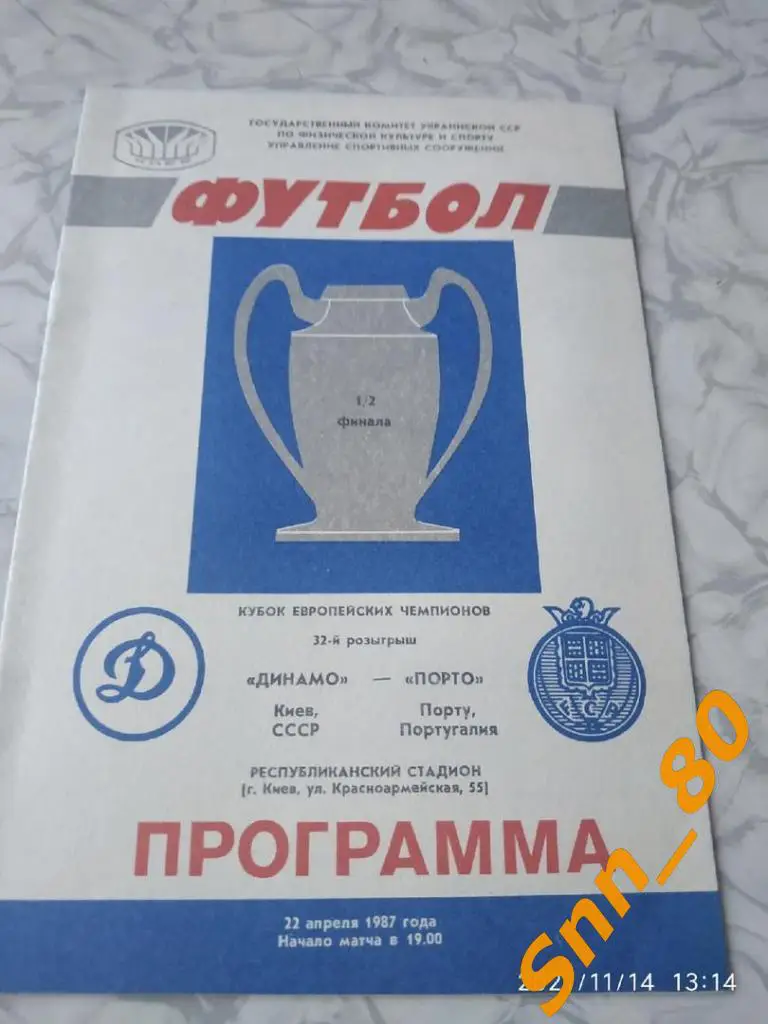 ГОСУДАРСТВЕННЫЙ КОМИТЕТ УКРАИНСКОЙ ССР
ПО ФИЗИЧЕСКОЙ КУЛЬТУРЕ И СПОРТУ
УПРАВЛЕНИЕ СПОРТИВНЫХ СООРУЖЕНИЙ
ФУТБОЛ
1/2
финала
КУБОК ЕВРОПЕЙСКИХ ЧЕМПИОНОВ
32-й розыгрыш
«ДИНАМО» — «ПОРТО»
Киев, Порту,
СССР Португалия
Д
FCP
РЕСПУБЛИКАНСКИЙ СТАДИОН
(г. Киев, ул. Красноармейская, 55)
ПРОГРАММА
22 апреля 1987 года
Начало матча в 19.00
Snn_80
/11/14 13:14